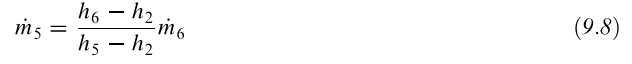 ṁ₅ = (h₆ − h₂)/(h₅ − h₂) ṁ₆ (9.8)